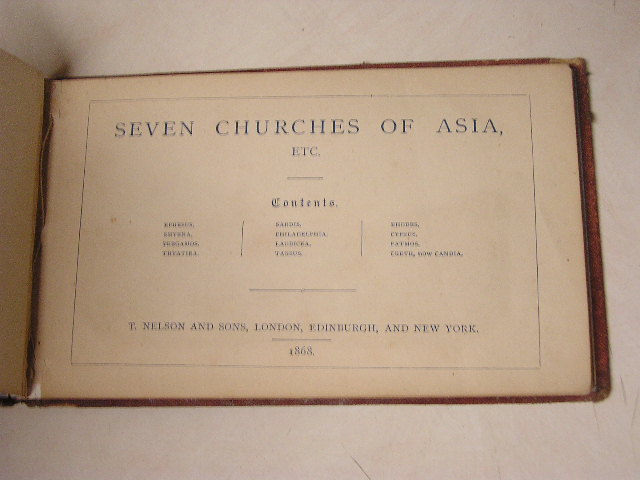 SEVEN CHURCHES OF ASIA,
ETC.
Contents.
EPHESUS,
SMYRNA,
PERGAMOS,
THYATIRA.
SARDIS,
PHILADELPHIA,
LAODICEA,
TARSUS.
RHODES,
CYPRUS,
PATMOS,
CRETE, NOW CANDIA.
T. NELSON AND SONS, LONDON, EDINBURGH, AND NEW YORK.
1868.